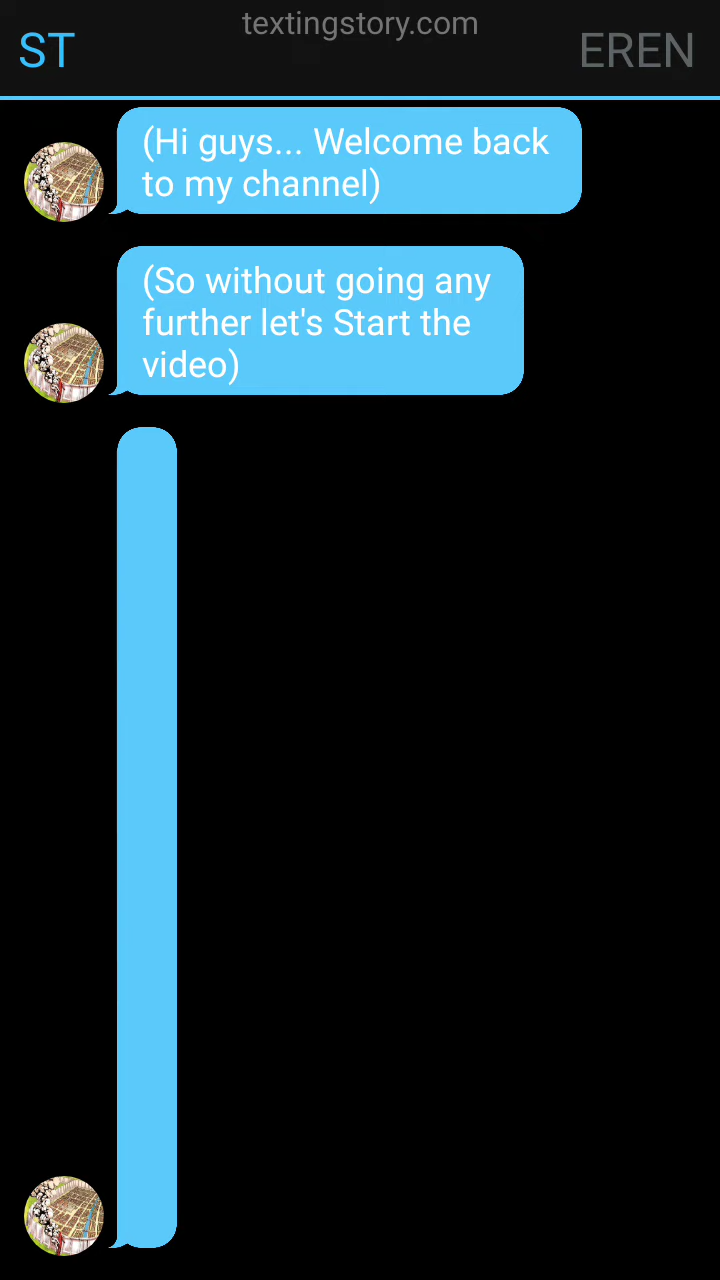 textingstory.com
ST
EREN
(Hi guys... Welcome back
to my channel)
(So without going any
further let's Start the
video)